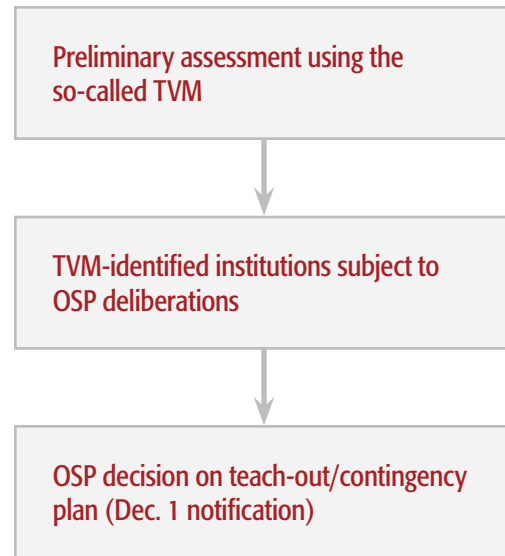 Preliminary assessment using the
so-called TVM
TVM-identified institutions subject to
OSP deliberations
OSP decision on teach-out/contingency
plan (Dec. 1 notification)